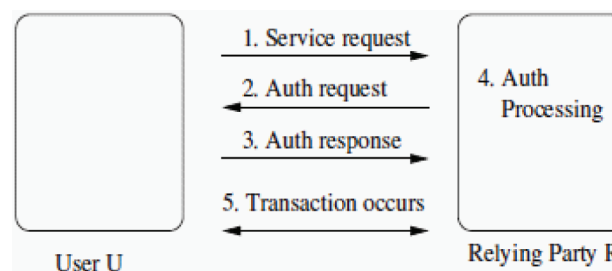 1. Service request
2. Auth request
3. Auth response
4. Auth
Processing
5. Transaction occurs
User U
Relying Party